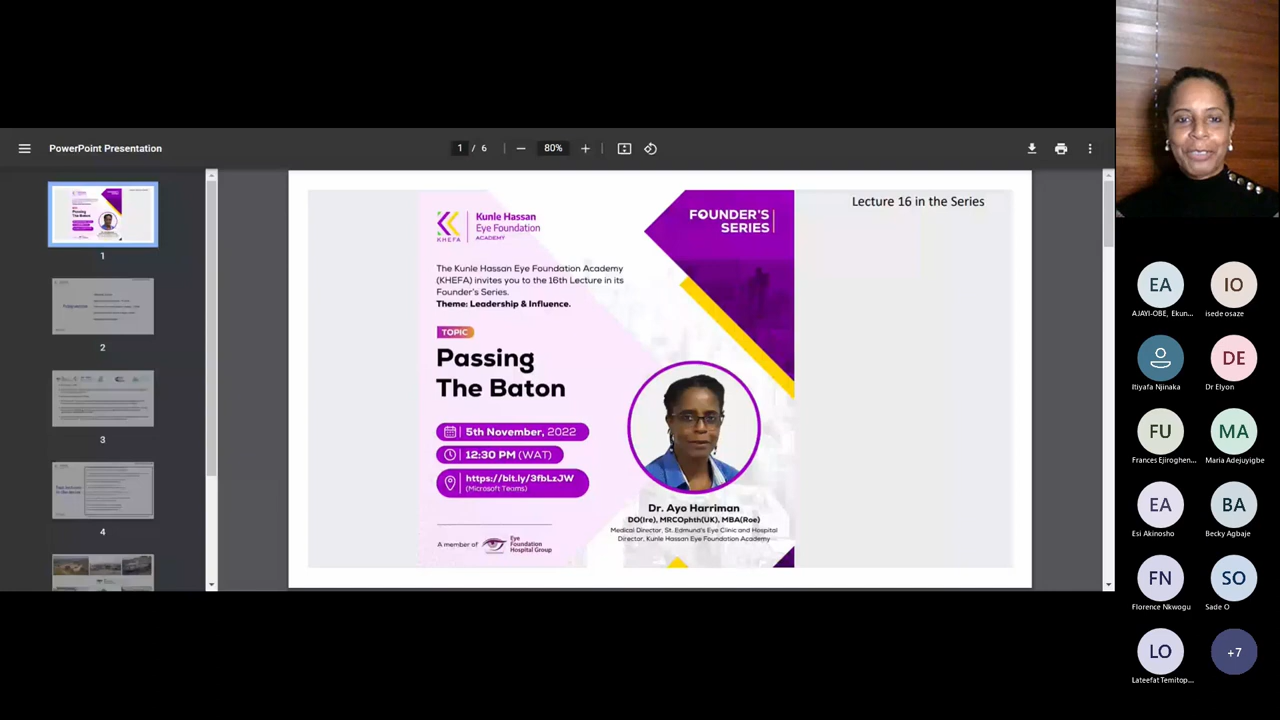 PowerPoint Presentation
1 / 6
80%
1
2
3
4
Lecture 16 in the Series
KHEFA
Kunle Hassan
Eye Foundation
ACADEMY
FOUNDER'S
SERIES
The Kunle Hassan Eye Foundation Academy
(KHEFA) invites you to the 16th Lecture in its
Founder's Series.
Theme: Leadership & Influence.
TOPIC
Passing
The Baton
5th November, 2022
12:30 PM (WAT)
https://bit.ly/3fbLzJW
(Microsoft Teams)
Dr. Ayo Harriman
DO(Ire), MRCOphth(UK), MBA(Roe)
Medical Director, St. Edmund's Eye Clinic and Hospital
Director, Kunle Hassan Eye Foundation Academy
A member of
Eye
Foundation
Hospital Group
EA
IO
AJAYI-OBE, Ekun...
isede osaze
DE
Itiyafa Njinaka
Dr Elyon
FU
MA
Frances Ejiroghen...
Maria Adejuyigbe
EA
BA
Esi Akinosho
Becky Agbaje
FN
SO
Florence Nkwogu
Sade O
LO
+7
Lateefat Temitop...